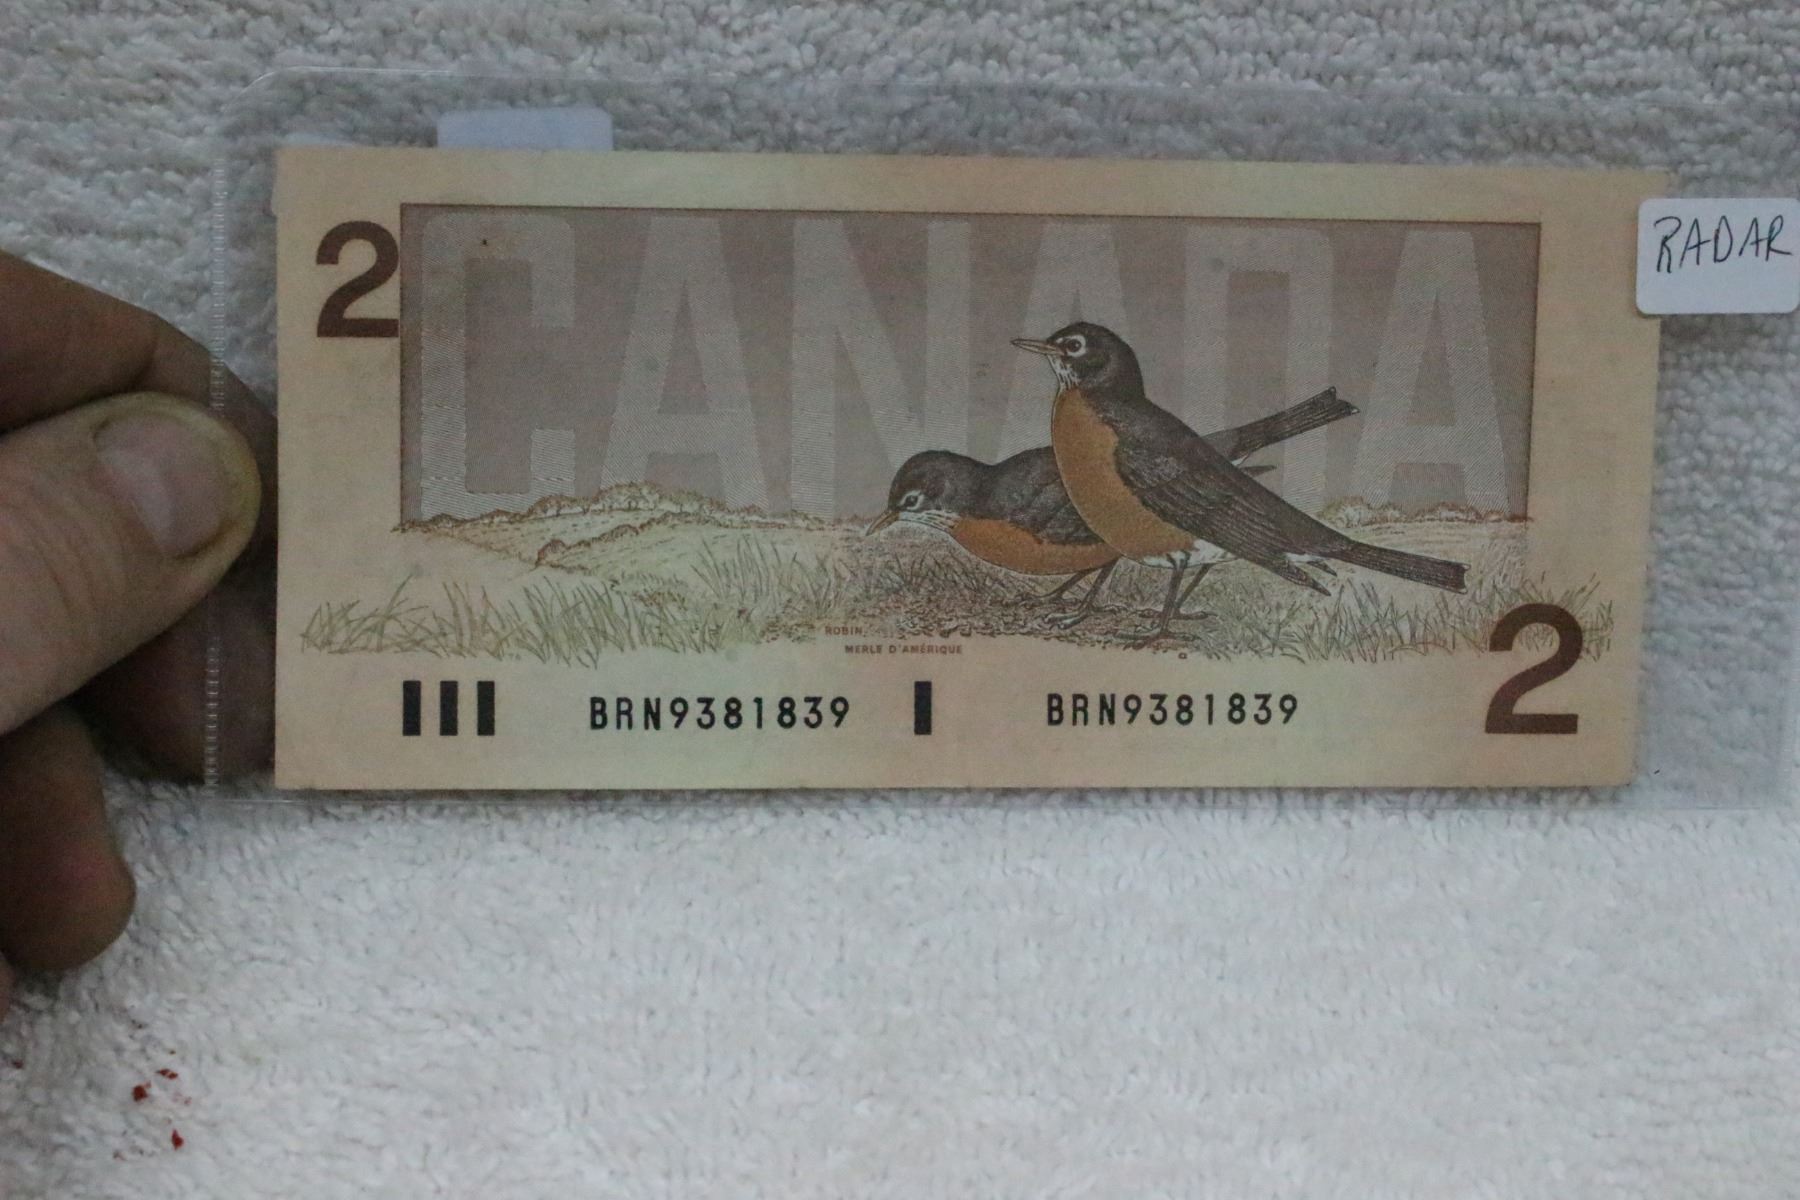 RADAR
2
CANADA
ROBIN
MERLE D'AMÉRIQUE
BRN9381839 BRN9381839
2